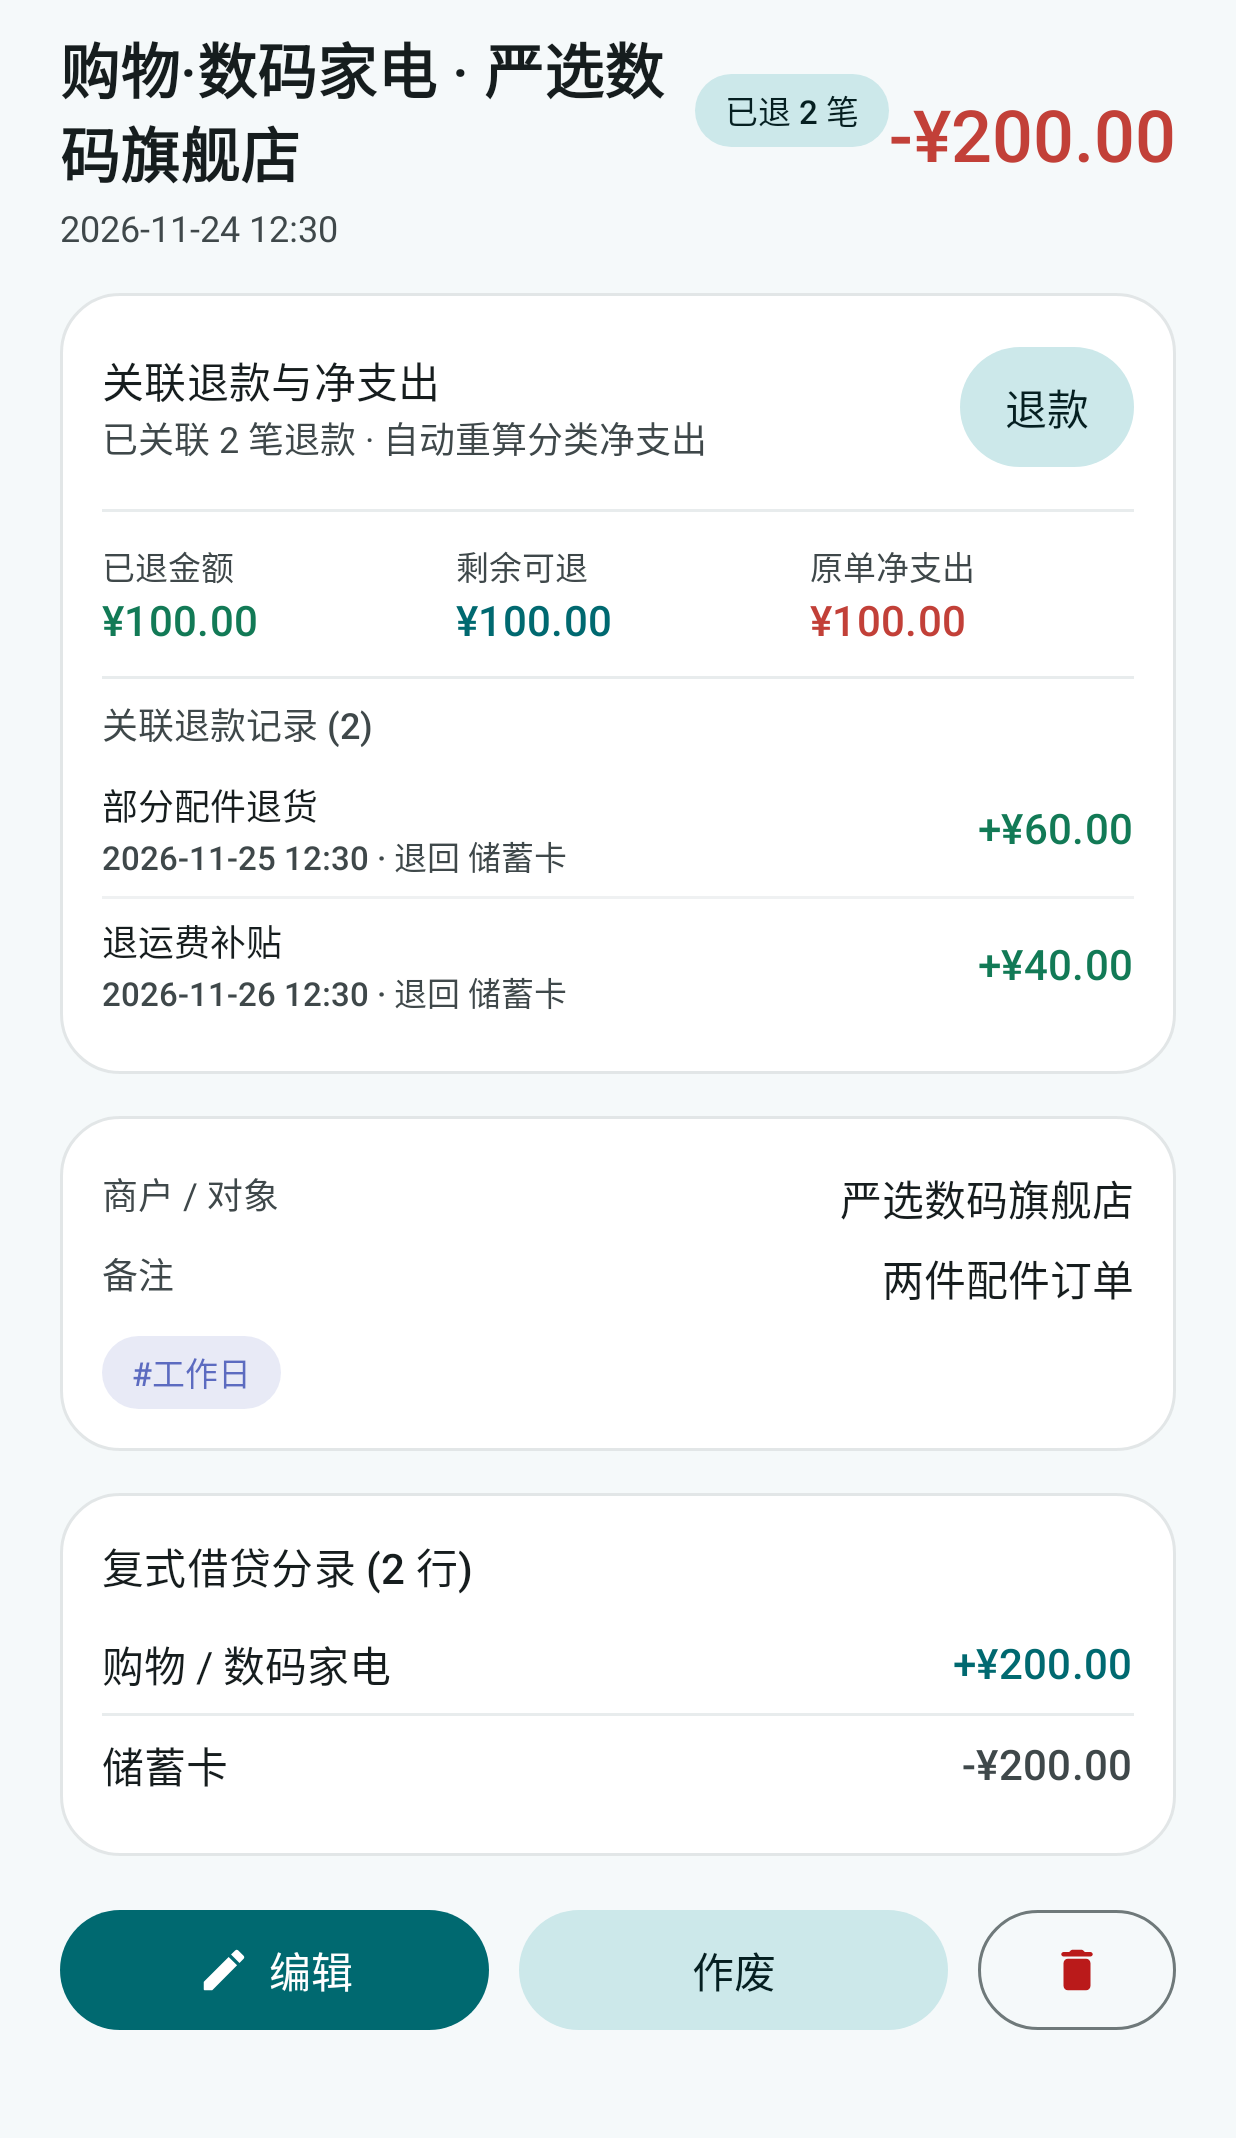 购物·数码家电 · 严选数
码旗舰店
已退 2 笔
-¥200.00
2026-11-24 12:30
关联退款与净支出
已关联 2 笔退款 · 自动重算分类净支出
退款
已退金额 剩余可退 原单净支出
¥100.00 ¥100.00 ¥100.00
关联退款记录 (2)
部分配件退货
2026-11-25 12:30 · 退回 储蓄卡
+¥60.00
退运费补贴
2026-11-26 12:30 · 退回 储蓄卡
+¥40.00
商户 / 对象 严选数码旗舰店
备注 两件配件订单
#工作日
复式借贷分录 (2 行)
购物 / 数码家电 +¥200.00
储蓄卡 -¥200.00
编辑 作废